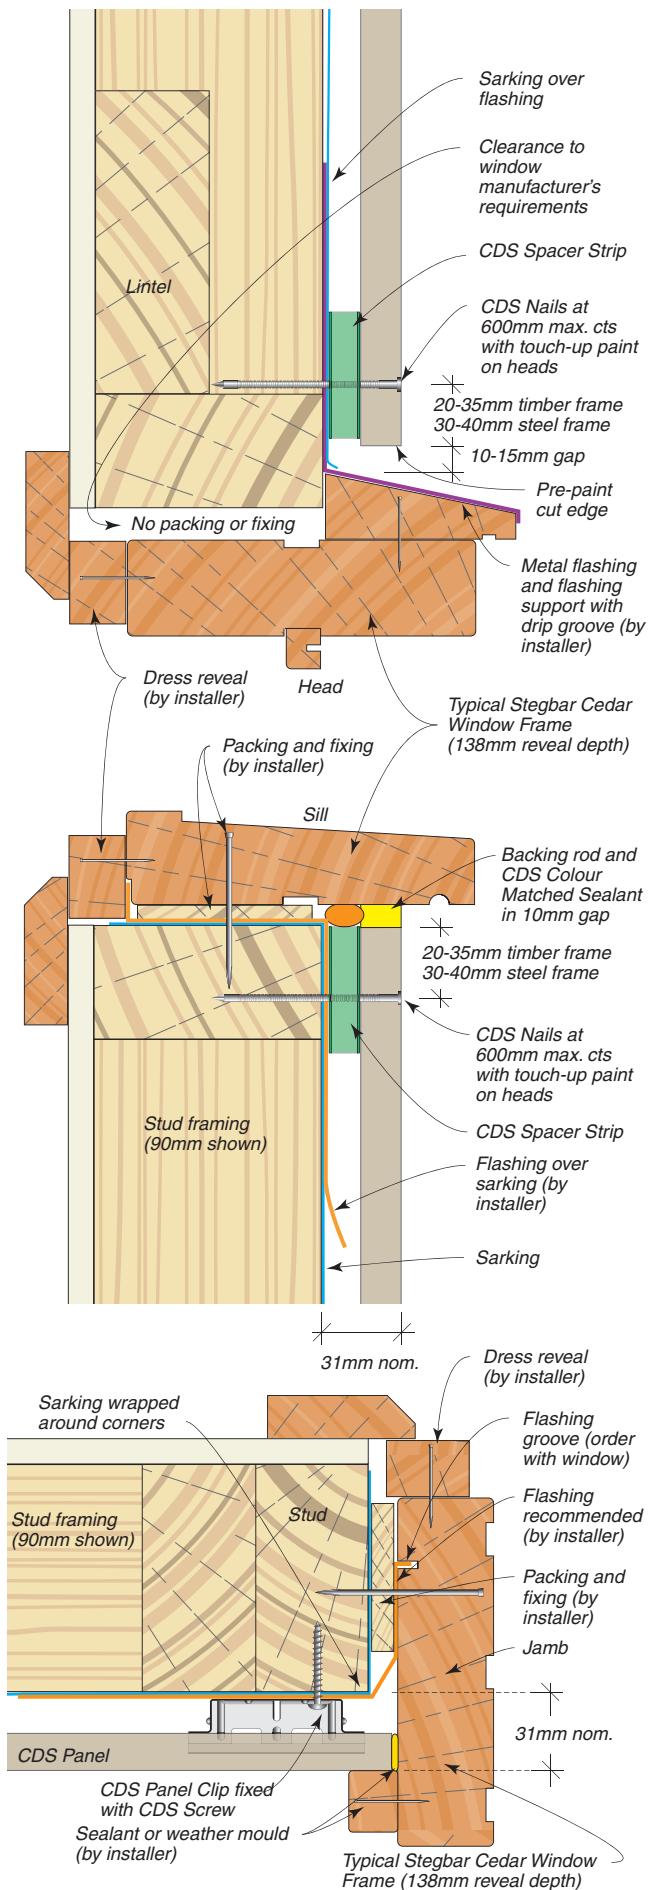 Sarking over
flashing
Clearance to
window
manufacturer's
requirements
CDS Spacer Strip
Lintel
CDS Nails at
600mm max. cts
with touch-up paint
on heads
20-35mm timber frame
30-40mm steel frame
10-15mm gap
Pre-paint
cut edge
No packing or fixing
Metal flashing
and flashing
support with
drip groove (by
installer)
Dress reveal
(by installer)
Head
Typical Stegbar Cedar
Window Frame
(138mm reveal depth)
Packing and fixing
(by installer)
Sill
Backing rod and
CDS Colour
Matched Sealant
in 10mm gap
20-35mm timber frame
30-40mm steel frame
CDS Nails at
600mm max. cts
with touch-up paint
on heads
Stud framing
(90mm shown)
CDS Spacer Strip
Flashing over
sarking (by
installer)
Sarking
31mm nom.
Dress reveal
(by installer)
Sarking wrapped
around corners
Flashing
groove (order
with window)
Stud framing
(90mm shown)
Stud
Flashing
recommended
(by installer)
Packing and
fixing (by
installer)
Jamb
31mm nom.
CDS Panel
CDS Panel Clip fixed
with CDS Screw
Sealant or weather mould
(by installer)
Typical Stegbar Cedar Window
Frame (138mm reveal depth)